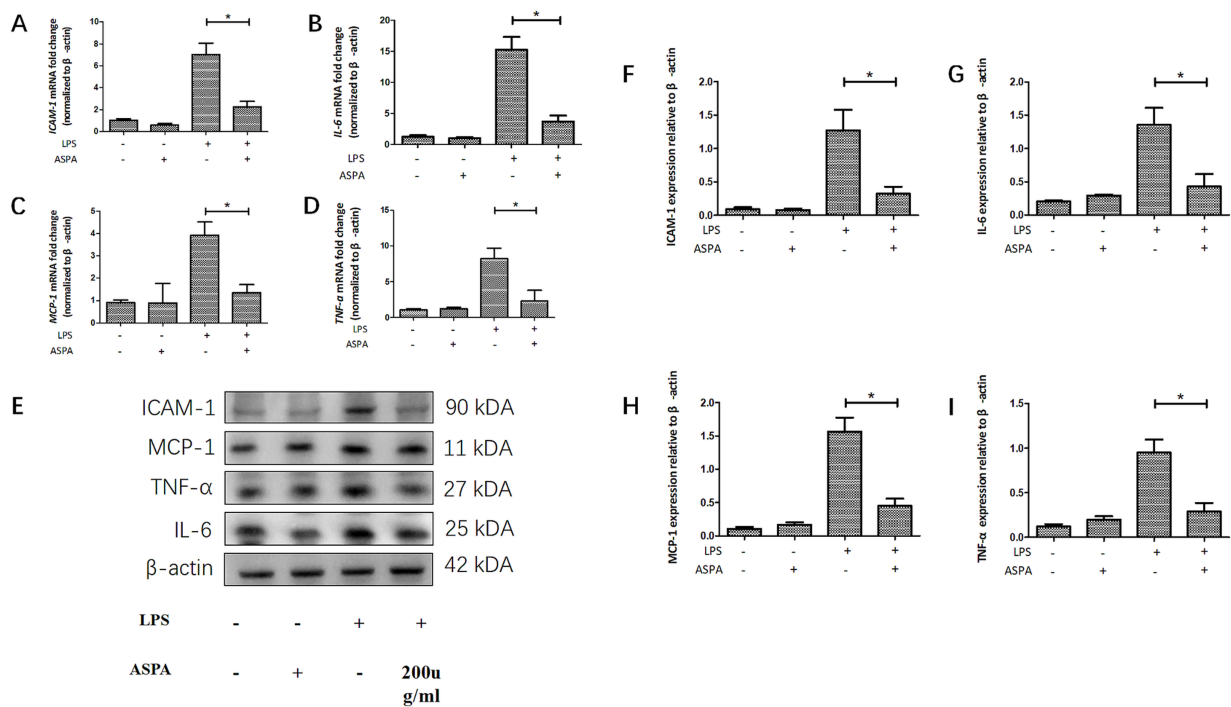 A
ICAM-1 mRNA fold change
(normalized to β -actin)
10
8
6
4
2
0
*
LPS - - + +
ASPA - + - +
B
IL-6 mRNA fold change
(normalized to β -actin)
20
15
10
5
0
*
LPS - - + +
ASPA - + - +
C
MCP-1 mRNA fold change
(normalized to β -actin)
5
4
3
2
1
0
*
LPS - - + +
ASPA - + - +
D
TNF-α mRNA fold change
(normalized to β -actin)
15
10
5
0
*
LPS - - + +
ASPA - + - +
E
ICAM-1 90 kDA
MCP-1 11 kDA
TNF-α 27 kDA
IL-6 25 kDA
β-actin 42 kDA
LPS - - + +
ASPA - + - 200u
g/ml
F
ICAM-1 expression relative to β -actin
2.0
1.5
1.0
0.5
0.0
*
LPS - - + +
ASPA - + - +
G
IL-6 expression relative to β -actin
2.0
1.5
1.0
0.5
0.0
*
LPS - - + +
ASPA - + - +
H
MCP-1 expression relative to β -actin
2.0
1.5
1.0
0.5
0.0
*
LPS - - + +
ASPA - + - +
I
TNF-α expression relative to β -actin
1.5
1.0
0.5
0.0
*
LPS - - + +
ASPA - + - +